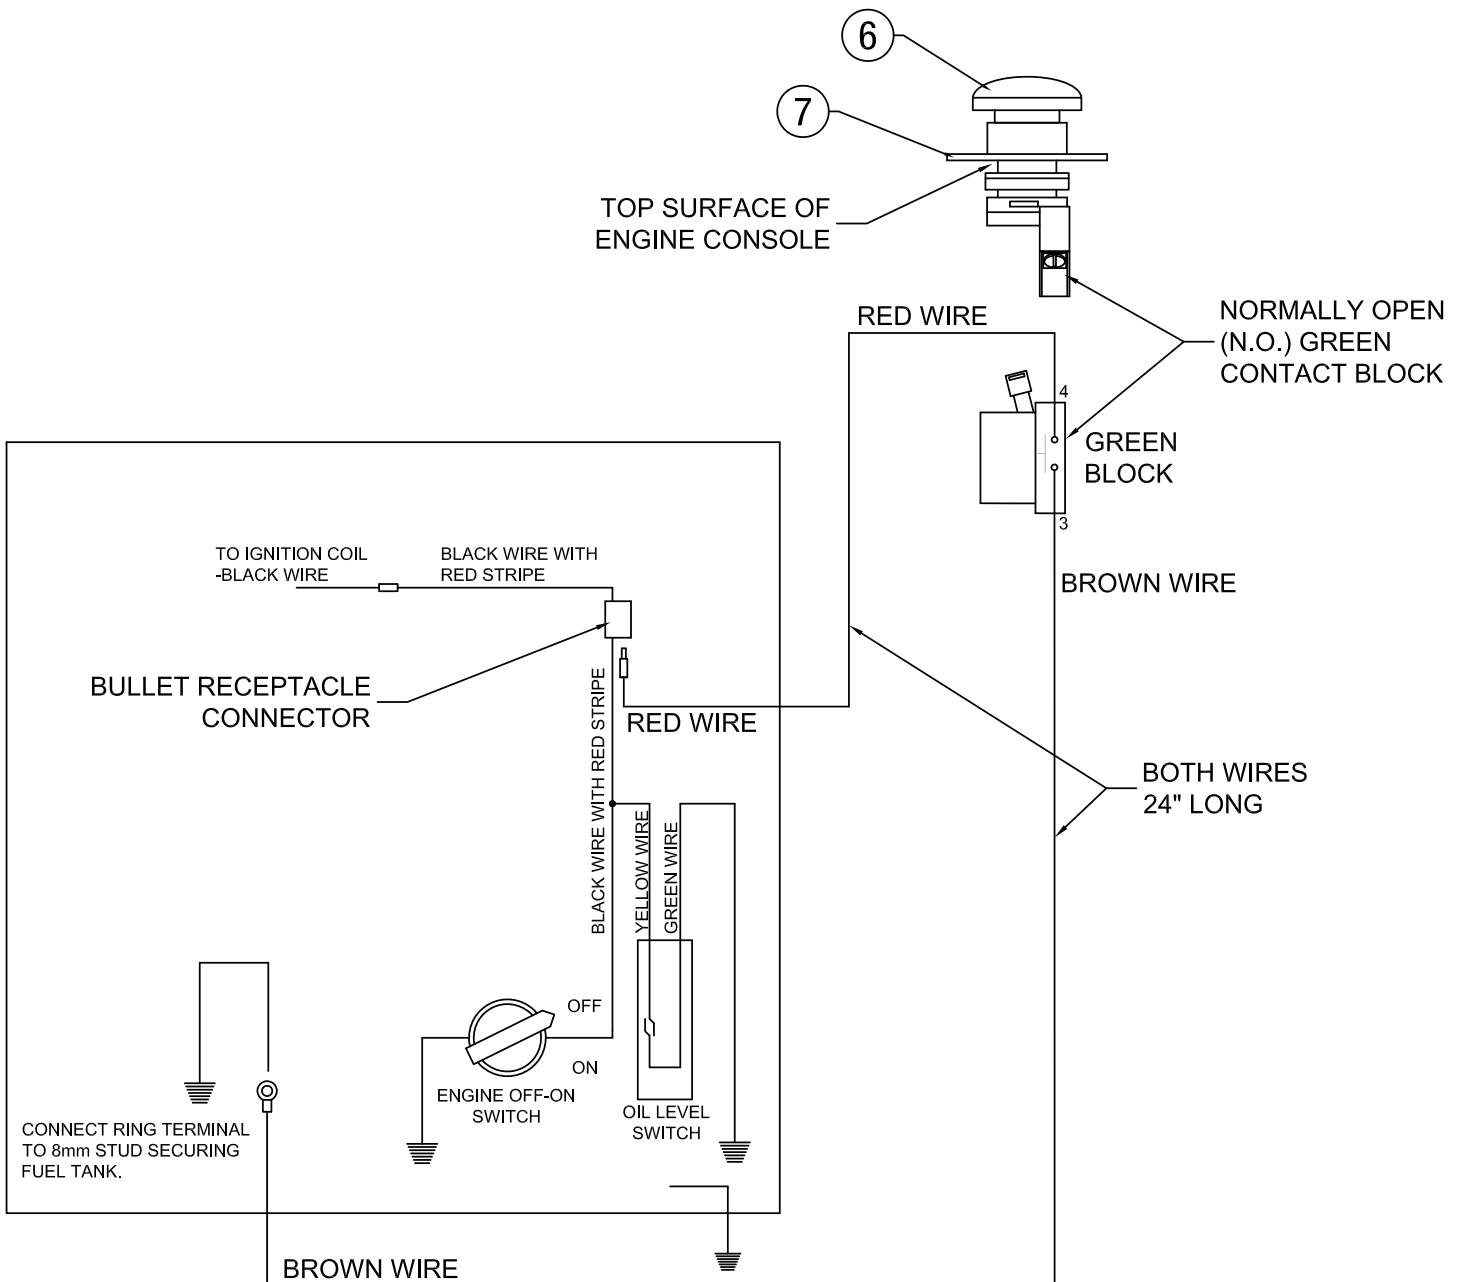 6
7
TOP SURFACE OF
ENGINE CONSOLE
RED WIRE
NORMALLY OPEN
(N.O.) GREEN
CONTACT BLOCK
4
GREEN
BLOCK
3
BROWN WIRE
TO IGNITION COIL
-BLACK WIRE
BLACK WIRE WITH
RED STRIPE
BULLET RECEPTACLE
CONNECTOR
RED WIRE
BLACK WIRE WITH RED STRIPE
YELLOW WIRE
GREEN WIRE
BOTH WIRES
24" LONG
OFF
ON
ENGINE OFF-ON
SWITCH
OIL LEVEL
SWITCH
CONNECT RING TERMINAL
TO 8mm STUD SECURING
FUEL TANK.
BROWN WIRE